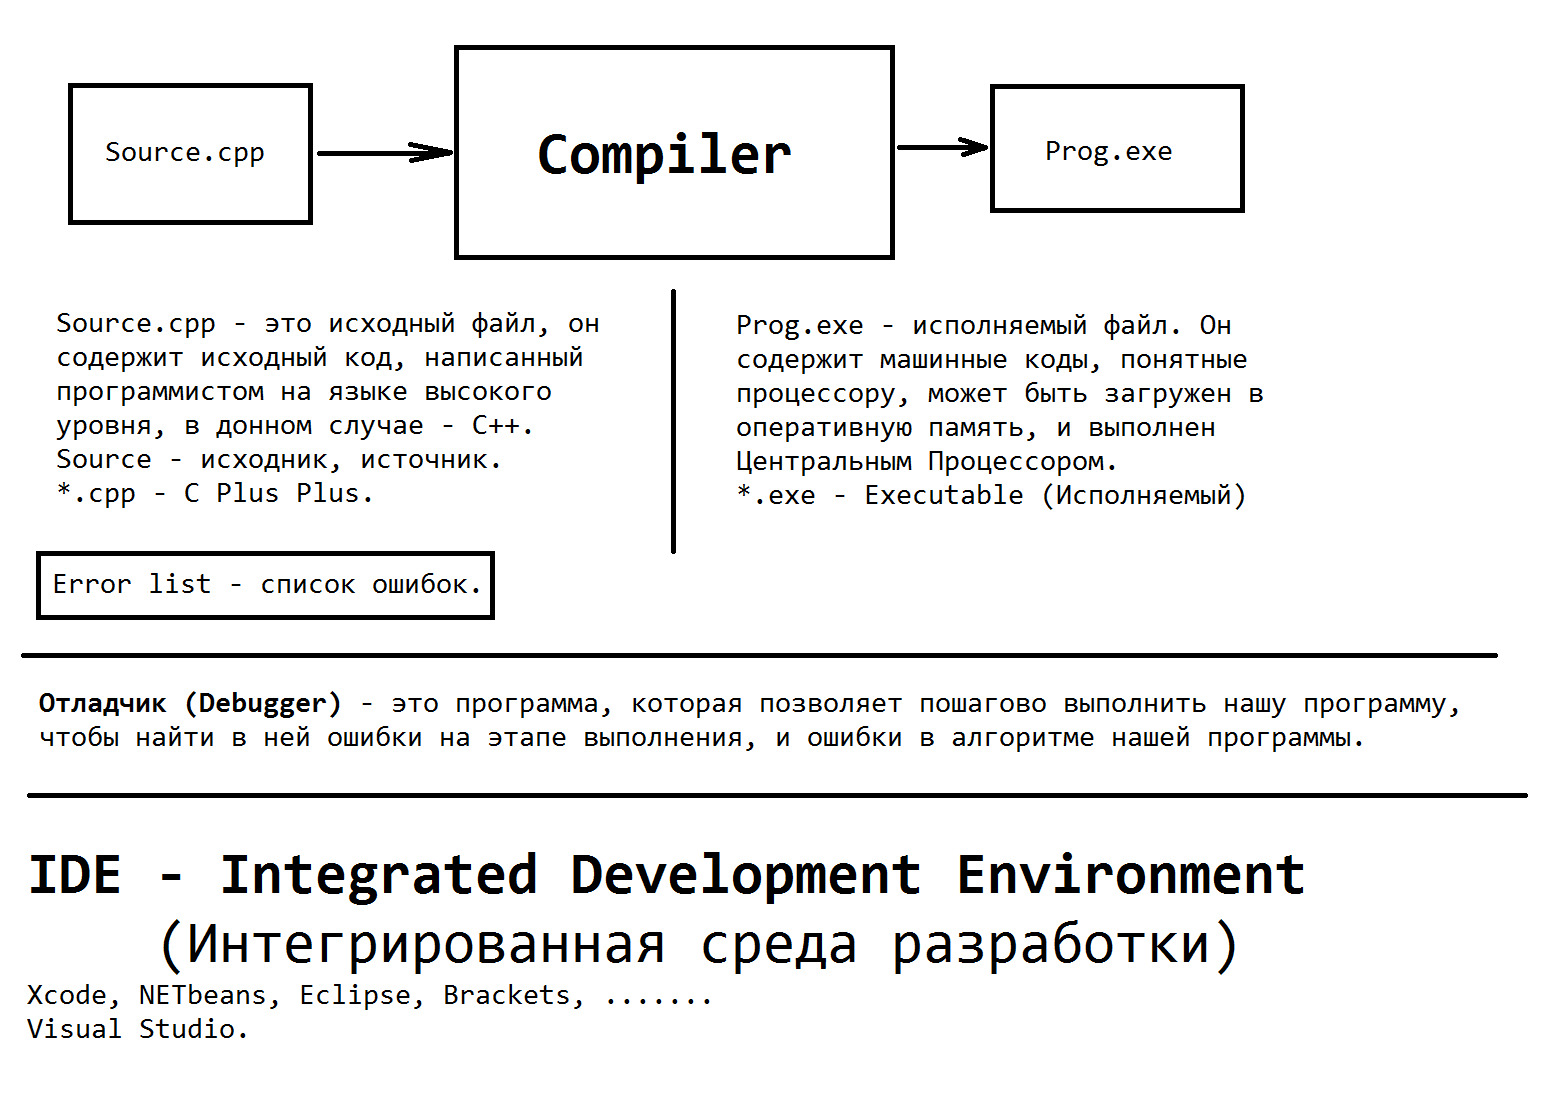 Source.cpp
Compiler
Prog.exe
Source.cpp - это исходный файл, он
содержит исходный код, написанный
программистом на языке высокого
уровня, в донном случае - C++.
Source - исходник, источник.
*.cpp - C Plus Plus.
Prog.exe - исполняемый файл. Он
содержит машинные коды, понятные
процессору, может быть загружен в
оперативную память, и выполнен
Центральным Процессором.
*.exe - Executable (Исполняемый)
Error list - список ошибок.
Отладчик (Debugger) - это программа, которая позволяет пошагово выполнить нашу программу,
чтобы найти в ней ошибки на этапе выполнения, и ошибки в алгоритме нашей программы.
IDE - Integrated Development Environment
(Интегрированная среда разработки)
Xcode, NETbeans, Eclipse, Brackets, .......
Visual Studio.